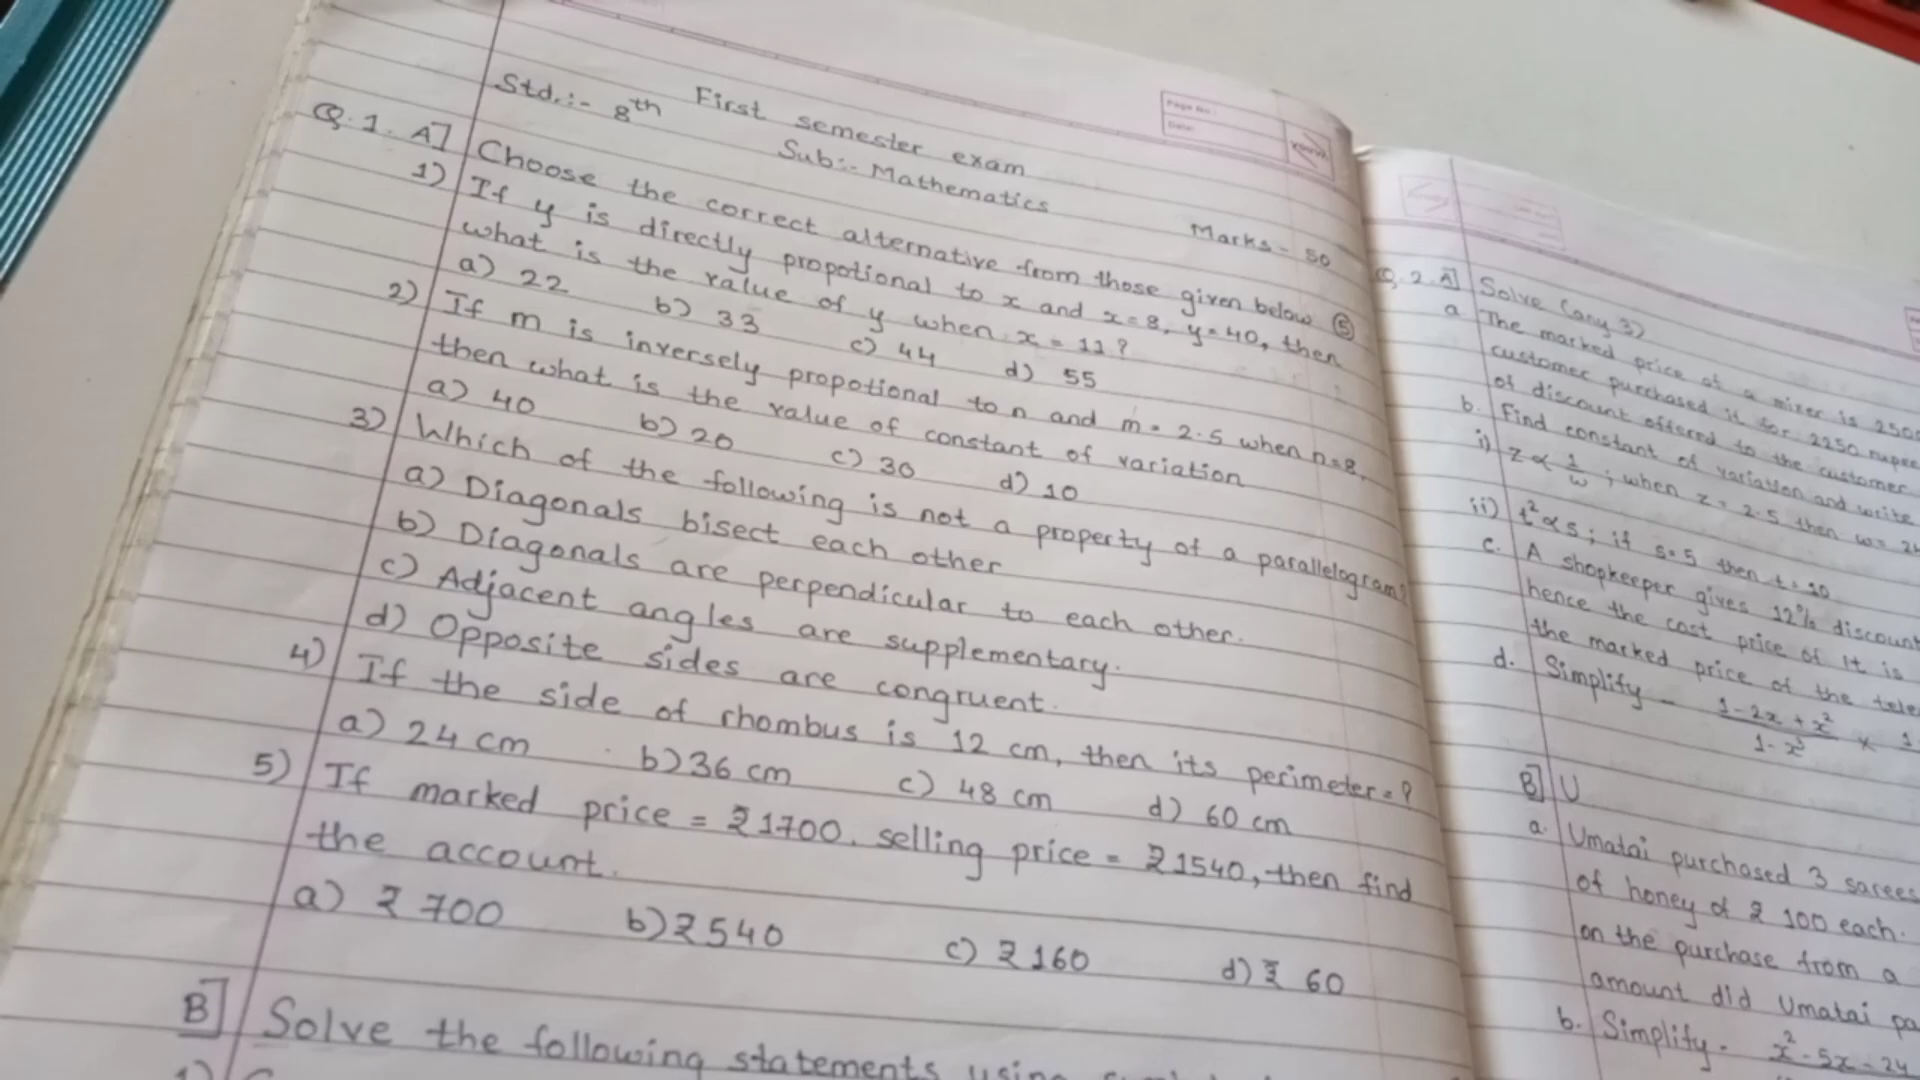 First semester exam
Std.:- 8th
Sub:- Mathematics
Marks - 50
Q.1. A] Choose the correct alternative from those given below ⑤
1) If y is directly propotional to x and x = 8, y = 40, then
what is the value of y when x = 11 ?
a) 22 b) 33 c) 44 d) 55
2) If m is inversely propotional to n and m = 2.5 when n = 8,
then what is the value of constant of variation
a) 40 b) 20 c) 30 d) 10
3) Which of the following is not a property of a parallelogram?
a) Diagonals bisect each other
b) Diagonals are perpendicular to each other.
c) Adjacent angles are supplementary.
d) Opposite sides are congruent.
4) If the side of rhombus is 12 cm, then its perimeter = ?
a) 24 cm b) 36 cm c) 48 cm d) 60 cm
5) If marked price = ₹1700. selling price = ₹1540, then find
the account.
a) ₹ 700 b) ₹ 540 c) ₹ 160 d) ₹ 60
B] Solve the following statements using
1)
Q.2. A] Solve (any 3)
a The marked price of a mixer is 250
customer purchased it for 2250 rupee
of discount offered to the customer
b. Find constant of variation and write
i) z ∝ 1/w ; when z = 2.5 then w = 24
ii) t² ∝ s ; if s = 5 then t = 10
c. A shopkeeper gives 12% discount
hence the cost price of It is
the marked price of the tele
d. Simplify - (1 - 2x + x²)/(1 - x³) × 1
B] U
a. Umatai purchased 3 sarees
of honey of ₹ 100 each.
on the purchase from a
amount did Umatai pa
b. Simplify - x² - 5x - 24